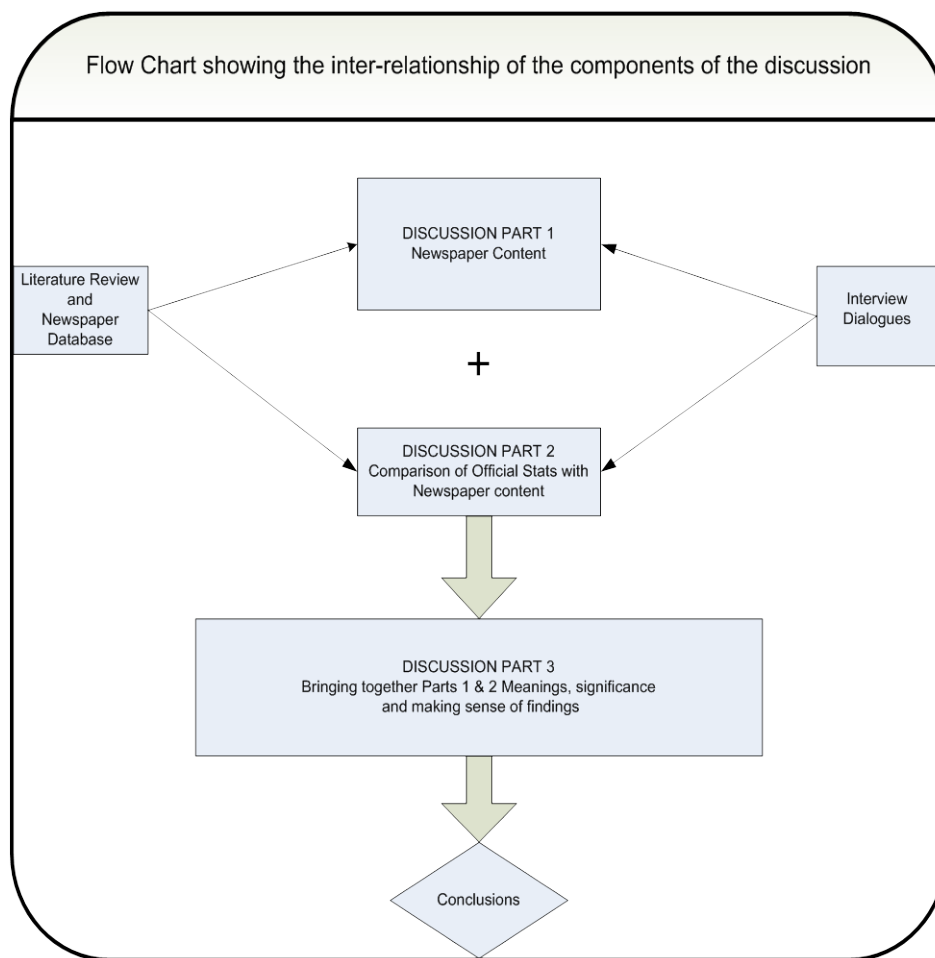 Flow Chart showing the inter-relationship of the components of the discussion
DISCUSSION PART 1
Newspaper Content
Literature Review
and
Newspaper
Database
Interview
Dialogues
+
DISCUSSION PART 2
Comparison of Official Stats with
Newspaper content
DISCUSSION PART 3
Bringing together Parts 1 & 2 Meanings, significance
and making sense of findings
Conclusions